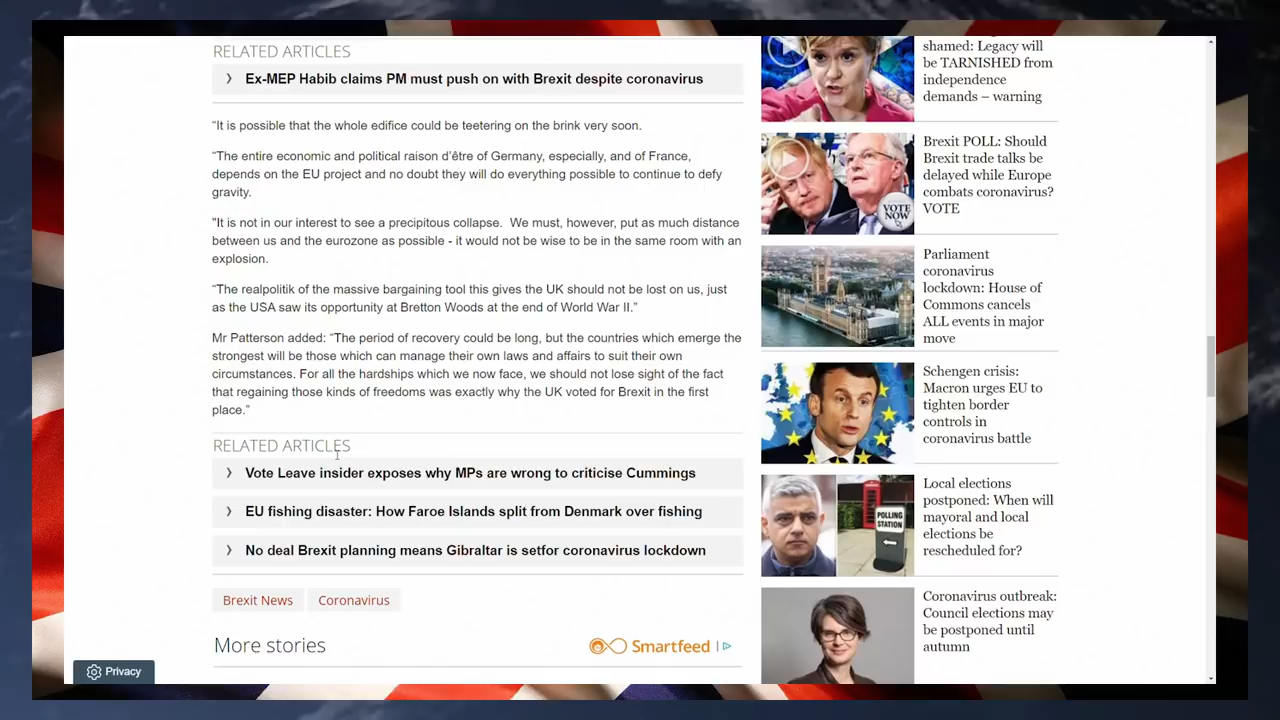 RELATED ARTICLES
Ex-MEP Habib claims PM must push on with Brexit despite coronavirus
“It is possible that the whole edifice could be teetering on the brink very soon.
“The entire economic and political raison d’être of Germany, especially, and of France,
depends on the EU project and no doubt they will do everything possible to continue to defy
gravity.
"It is not in our interest to see a precipitous collapse.  We must, however, put as much distance
between us and the eurozone as possible - it would not be wise to be in the same room with an
explosion.
“The realpolitik of the massive bargaining tool this gives the UK should not be lost on us, just
as the USA saw its opportunity at Bretton Woods at the end of World War II.”
Mr Patterson added: “The period of recovery could be long, but the countries which emerge the
strongest will be those which can manage their own laws and affairs to suit their own
circumstances. For all the hardships which we now face, we should not lose sight of the fact
that regaining those kinds of freedoms was exactly why the UK voted for Brexit in the first
place.”
RELATED ARTICLES
Vote Leave insider exposes why MPs are wrong to criticise Cummings
EU fishing disaster: How Faroe Islands split from Denmark over fishing
No deal Brexit planning means Gibraltar is setfor coronavirus lockdown
Brexit News
Coronavirus
More stories
Smartfeed
Privacy
shamed: Legacy will
be TARNISHED from
independence
demands – warning
Brexit POLL: Should
Brexit trade talks be
delayed while Europe
combats coronavirus?
VOTE
VOTE
NOW
Parliament
coronavirus
lockdown: House of
Commons cancels
ALL events in major
move
Schengen crisis:
Macron urges EU to
tighten border
controls in
coronavirus battle
Local elections
postponed: When will
mayoral and local
elections be
rescheduled for?
POLLING
STATION
Coronavirus outbreak:
Council elections may
be postponed until
autumn